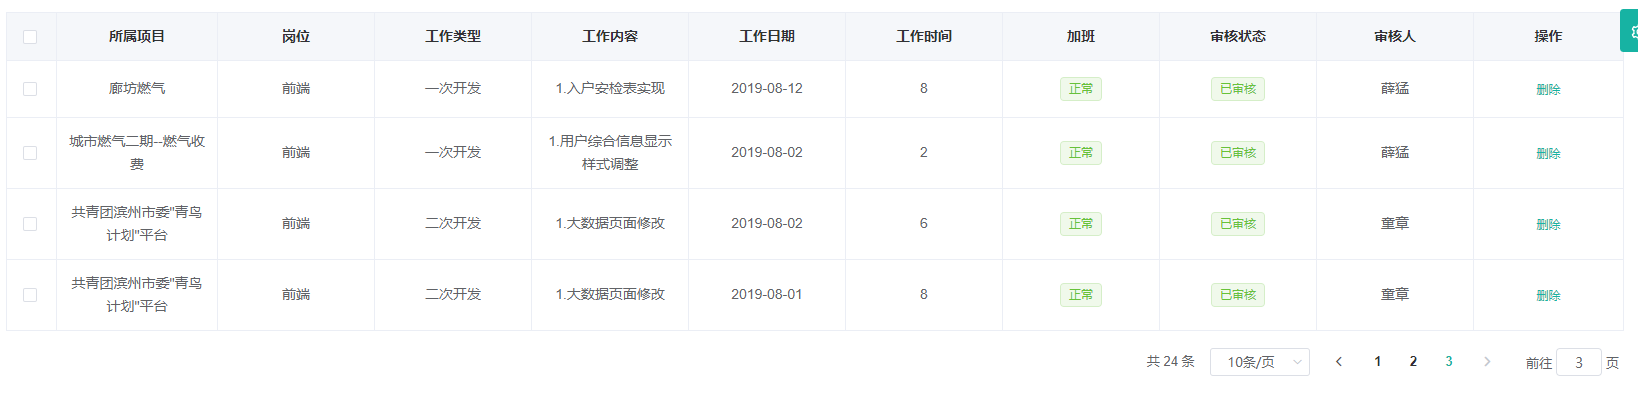 所属项目 岗位 工作类型 工作内容 工作日期 工作时间 加班 审核状态 审核人 操作
廊坊燃气 前端 一次开发 1.入户安检表实现 2019-08-12 8 正常 已审核 薛猛 删除
城市燃气二期--燃气收
费 前端 一次开发 1.用户综合信息显示
样式调整 2019-08-02 2 正常 已审核 薛猛 删除
共青团滨州市委"青鸟
计划"平台 前端 二次开发 1.大数据页面修改 2019-08-02 6 正常 已审核 童章 删除
共青团滨州市委"青鸟
计划"平台 前端 二次开发 1.大数据页面修改 2019-08-01 8 正常 已审核 童章 删除
共 24 条 10条/页 1 2 3 前往 3 页